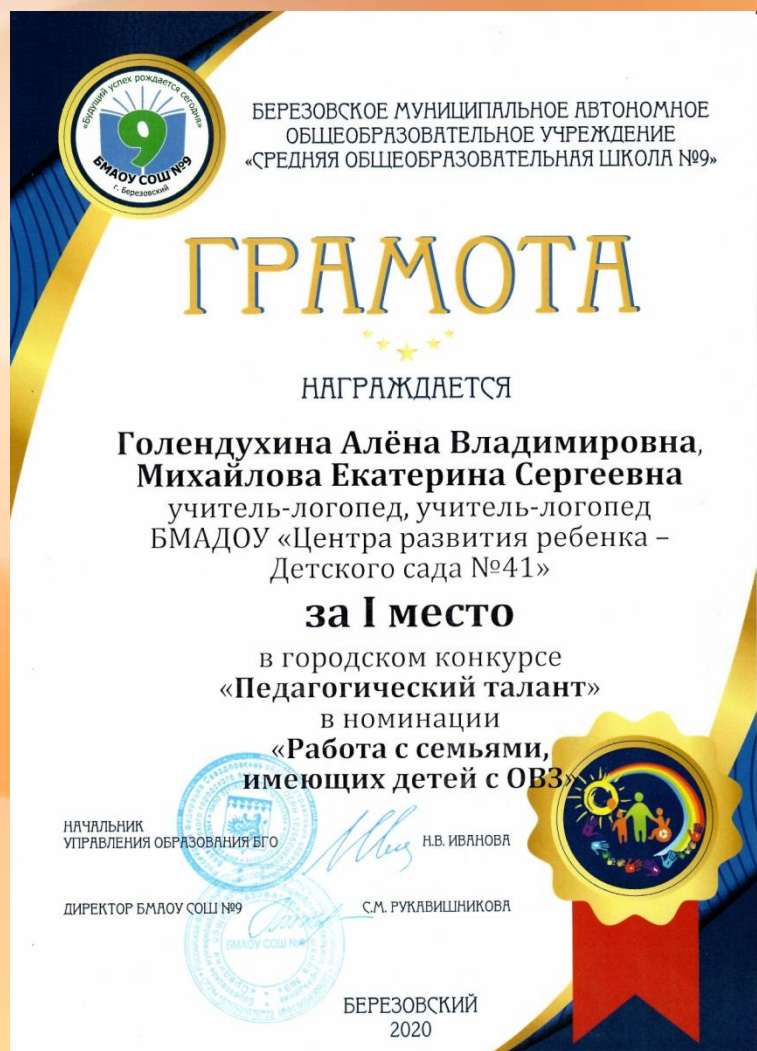 «Будущий успех рождается сегодня»
9
БМАОУ СОШ №9
г. Березовский
БЕРЕЗОВСКОЕ МУНИЦИПАЛЬНОЕ АВТОНОМНОЕ
ОБЩЕОБРАЗОВАТЕЛЬНОЕ УЧРЕЖДЕНИЕ
«СРЕДНЯЯ ОБЩЕОБРАЗОВАТЕЛЬНАЯ ШКОЛА №9»
ГРАМОТА
НАГРАЖДАЕТСЯ
Голендухина Алёна Владимировна,
Михайлова Екатерина Сергеевна
учитель-логопед, учитель-логопед
БМАДОУ «Центра развития ребенка –
Детского сада №41»
за I место
в городском конкурсе
«Педагогический талант»
в номинации
«Работа с семьями,
имеющих детей с ОВЗ»
НАЧАЛЬНИК
УПРАВЛЕНИЯ ОБРАЗОВАНИЯ БГО
Н.В. ИВАНОВА
ДИРЕКТОР БМАОУ СОШ №9
С.М. РУКАВИШНИКОВА
БМАОУ СОШ №9
БЕРЕЗОВСКИЙ
2020